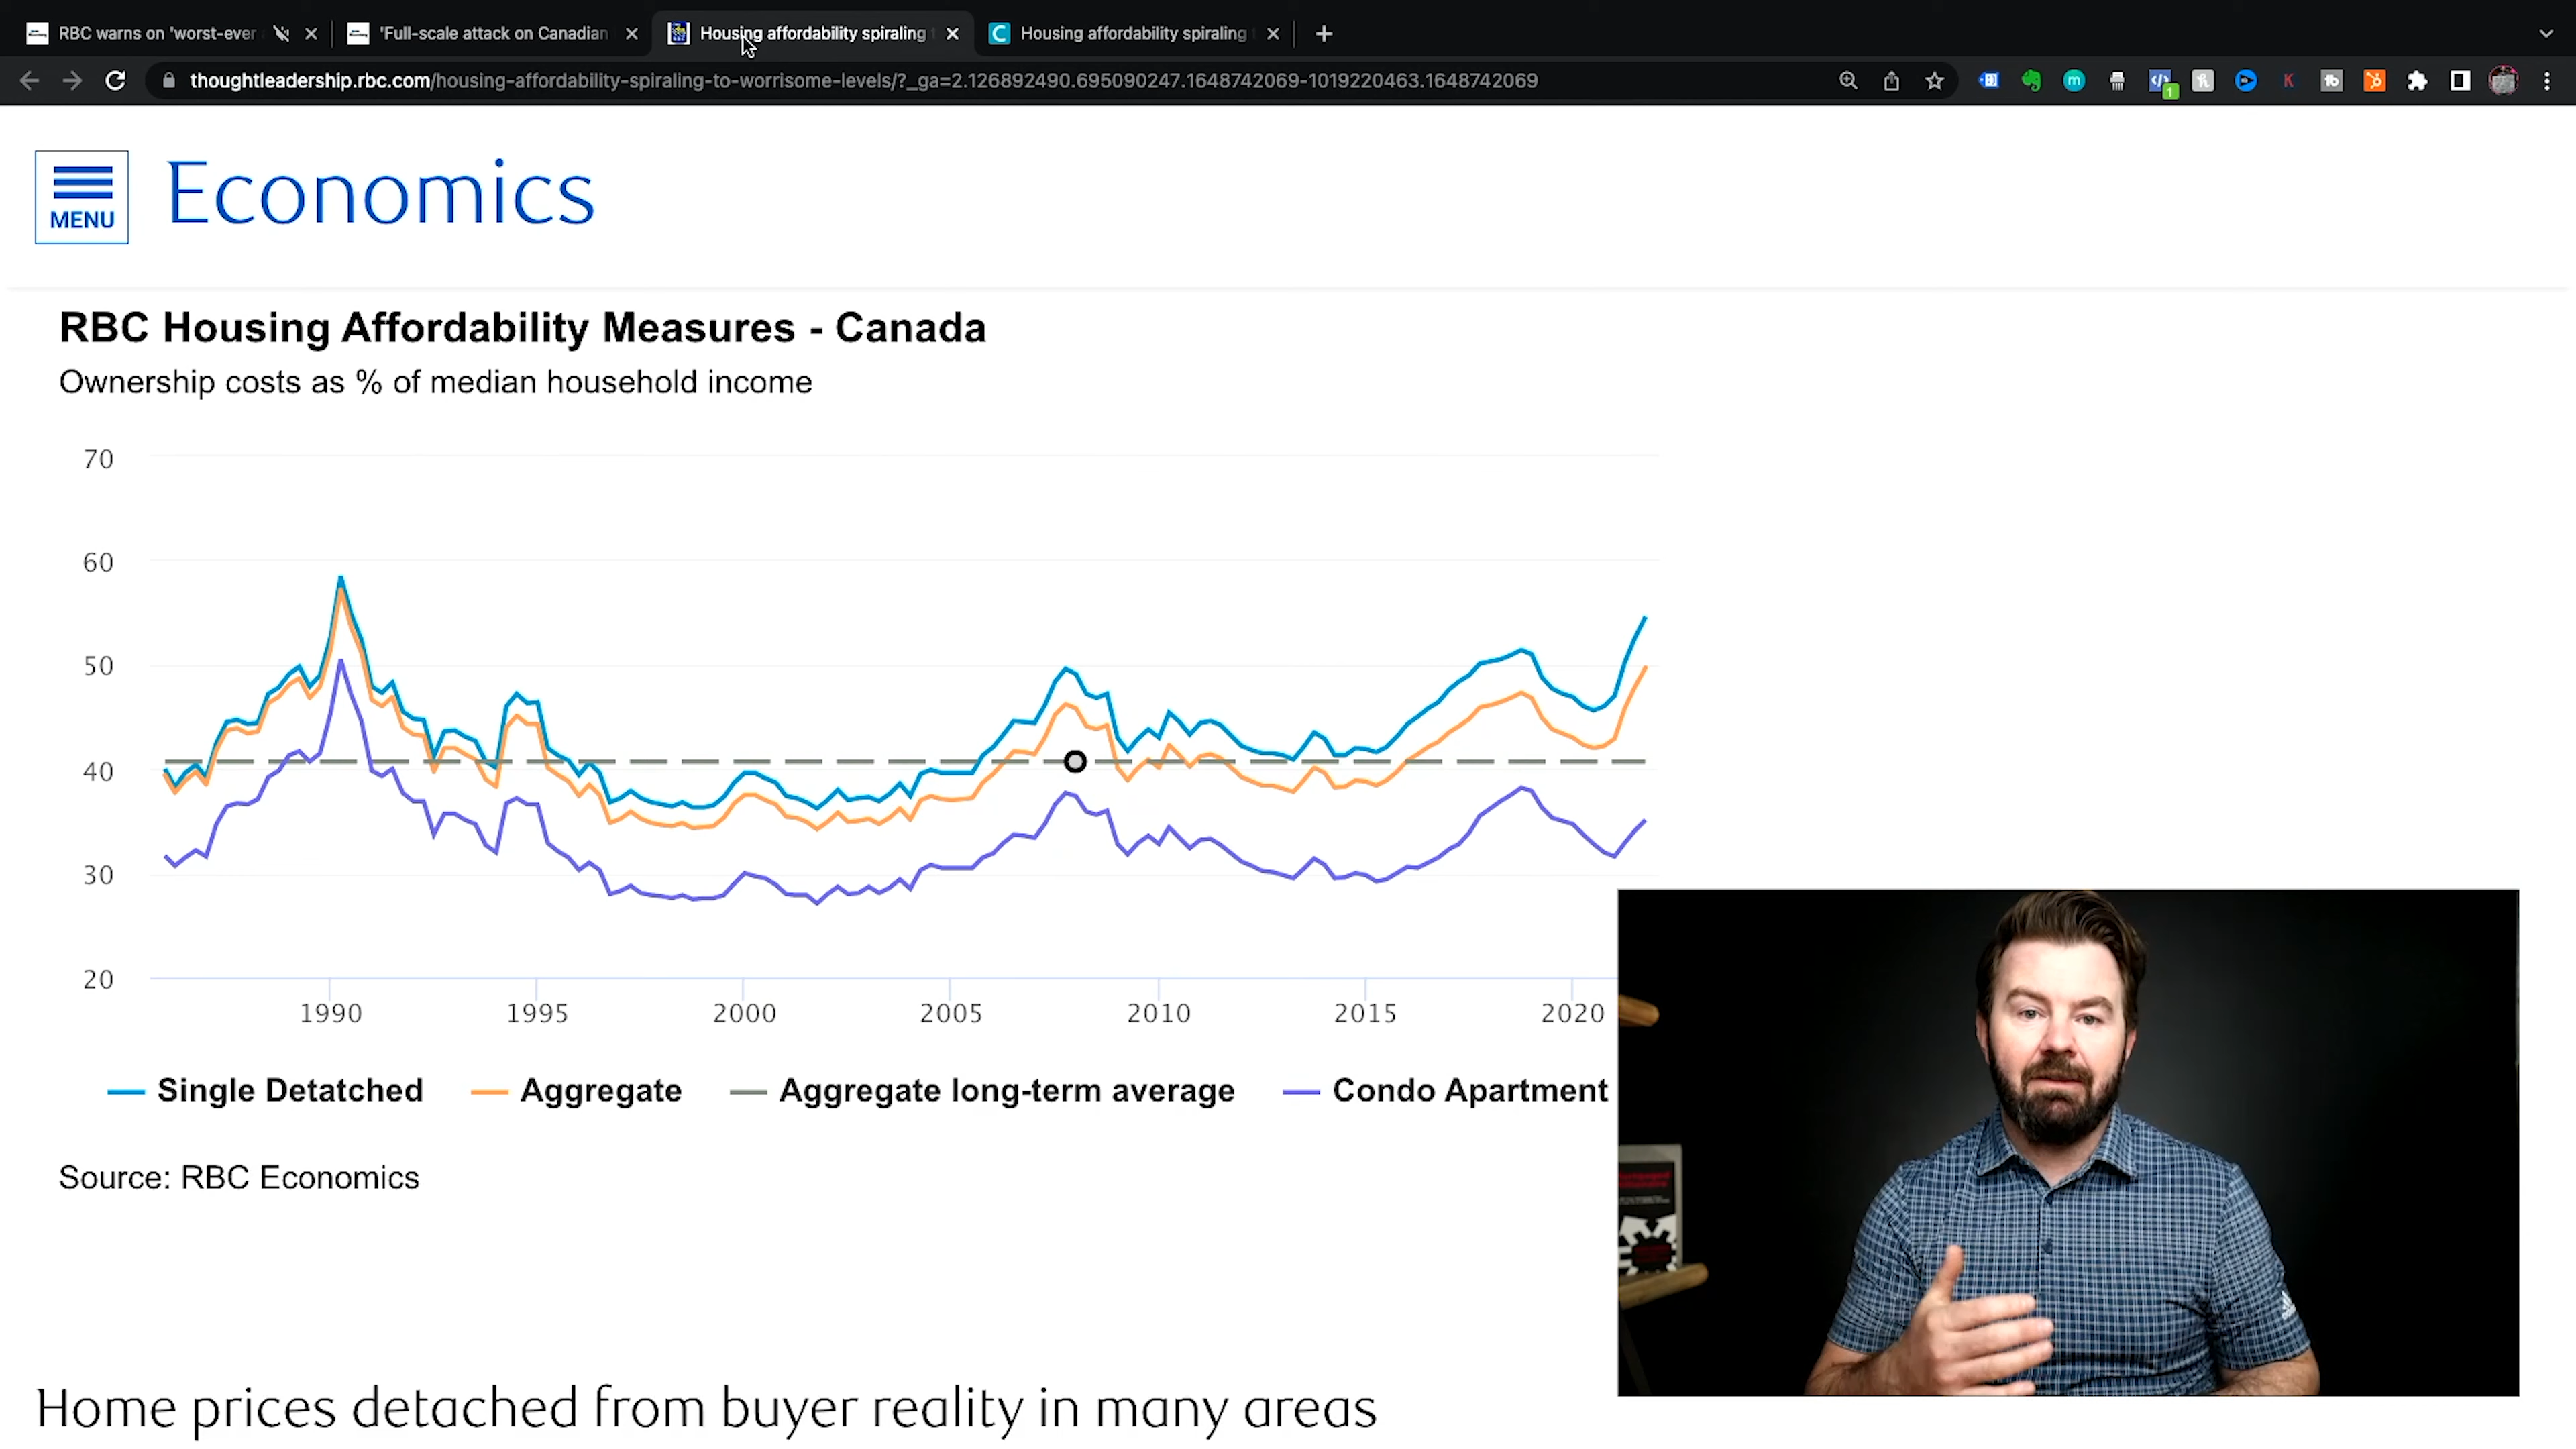 RBC warns on 'worst-ever
'Full-scale attack on Canadian
Housing affordability spiraling
Housing affordability spiraling
thoughtleadership.rbc.com/housing-affordability-spiraling-to-worrisome-levels/?_ga=2.126892490.695090247.1648742069-1019220463.1648742069
MENU
Economics
RBC Housing Affordability Measures - Canada
Ownership costs as % of median household income
70
60
50
40
30
20
1990 1995 2000 2005 2010 2015 2020
Single Detatched Aggregate Aggregate long-term average Condo Apartment
Source: RBC Economics
Home prices detached from buyer reality in many areas